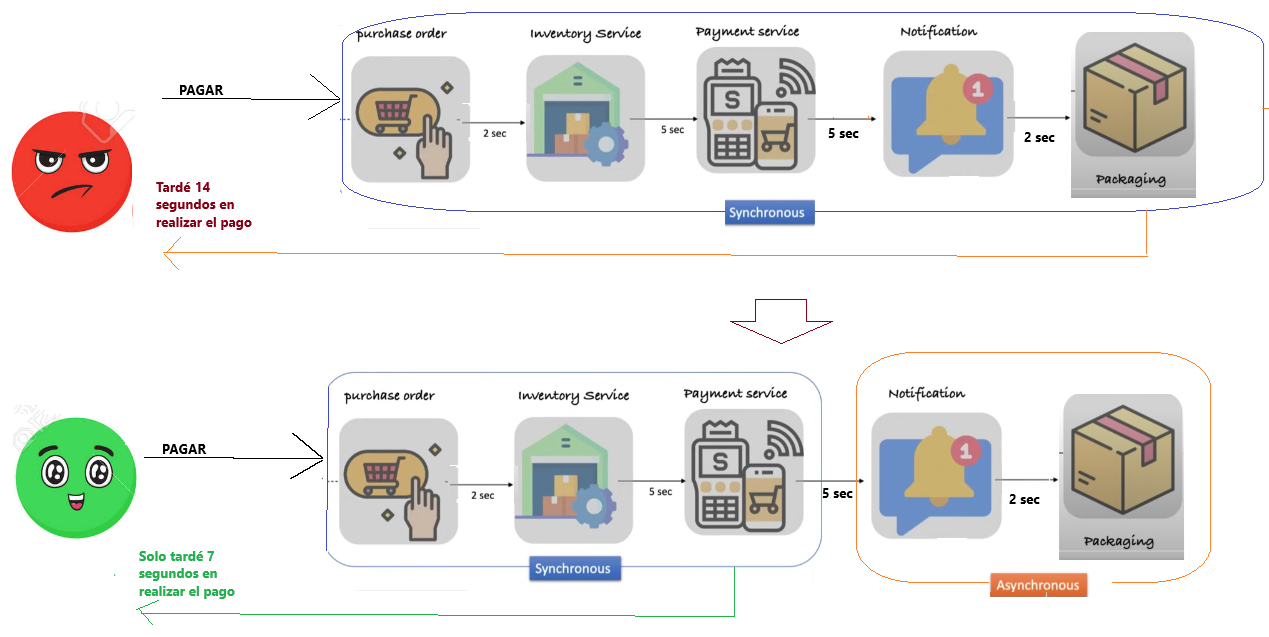 purchase order
Inventory Service
Payment service
Notification
PAGAR
S
1
2 sec
5 sec
5 sec
2 sec
Packaging
Tardé 14
segundos en
realizar el pago
Synchronous
purchase order
Inventory Service
Payment service
Notification
PAGAR
S
1
2 sec
5 sec
5 sec
2 sec
Packaging
Solo tardé 7
segundos en
realizar el pago
Synchronous
Asynchronous